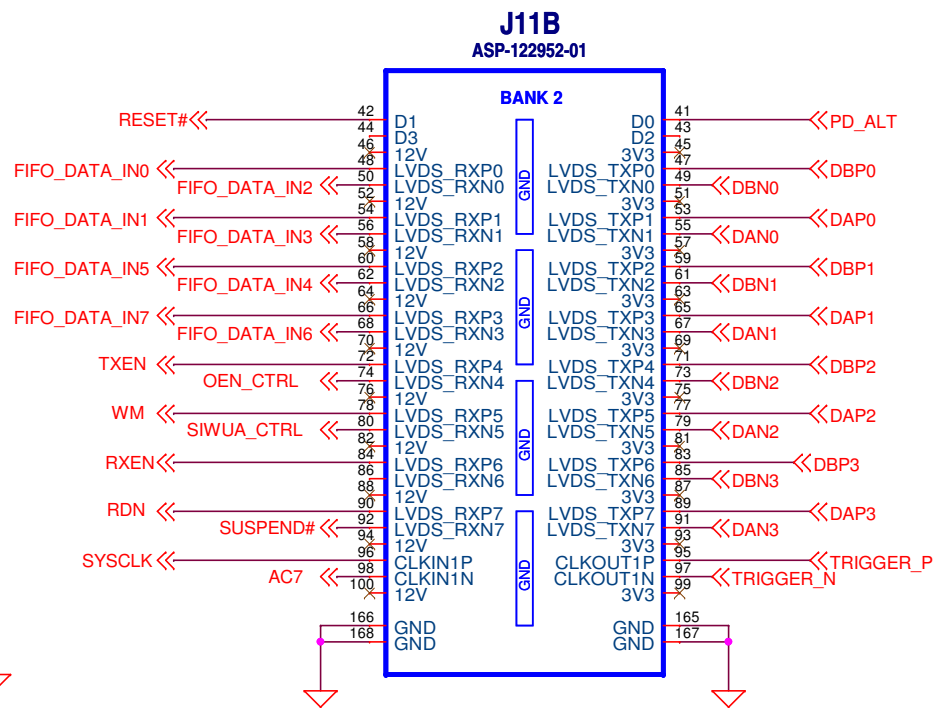 J11B
ASP-122952-01
BANK 2
RESET# 42 D1 D0 41 PD_ALT
44 D3 D2 43
46 12V 3V3 45
FIFO_DATA_IN0 48 LVDS_RXP0 LVDS_TXP0 47 DBP0
FIFO_DATA_IN2 50 LVDS_RXN0 GND LVDS_TXN0 49 DBN0
52 12V 3V3 51
FIFO_DATA_IN1 54 LVDS_RXP1 LVDS_TXP1 53 DAP0
FIFO_DATA_IN3 56 LVDS_RXN1 LVDS_TXN1 55 DAN0
58 12V 3V3 57
FIFO_DATA_IN5 60 LVDS_RXP2 LVDS_TXP2 59 DBP1
FIFO_DATA_IN4 62 LVDS_RXN2 LVDS_TXN2 61 DBN1
64 12V GND 3V3 63
FIFO_DATA_IN7 66 LVDS_RXP3 LVDS_TXP3 65 DAP1
FIFO_DATA_IN6 68 LVDS_RXN3 LVDS_TXN3 67 DAN1
70 12V 3V3 69
TXEN 72 LVDS_RXP4 LVDS_TXP4 71 DBP2
OEN_CTRL 74 LVDS_RXN4 LVDS_TXN4 73 DBN2
76 12V 3V3 75
WM 78 LVDS_RXP5 LVDS_TXP5 77 DAP2
SIWUA_CTRL 80 LVDS_RXN5 GND LVDS_TXN5 79 DAN2
82 12V 3V3 81
RXEN 84 LVDS_RXP6 LVDS_TXP6 83 DBP3
86 LVDS_RXN6 LVDS_TXN6 85 DBN3
88 12V 3V3 87
RDN 90 LVDS_RXP7 LVDS_TXP7 89 DAP3
SUSPEND# 92 LVDS_RXN7 LVDS_TXN7 91 DAN3
94 12V 3V3 93
SYSCLK 96 CLKIN1P GND CLKOUT1P 95 TRIGGER_P
AC7 98 CLKIN1N CLKOUT1N 97 TRIGGER_N
100 12V 3V3 99
166 GND GND 165
168 GND GND 167